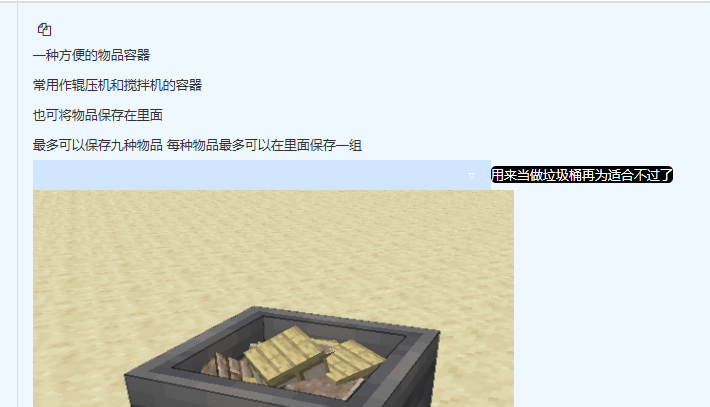 一种方便的物品容器
常用作辊压机和搅拌机的容器
也可将物品保存在里面
最多可以保存九种物品 每种物品最多可以在里面保存一组
用来当做垃圾桶再为适合不过了